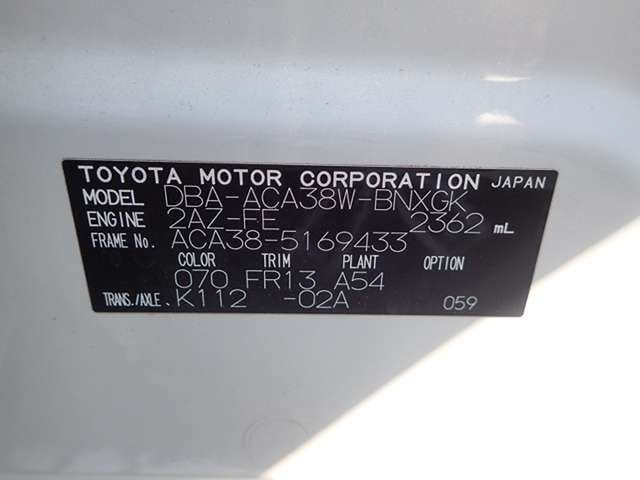 TOYOTA MOTOR CORPORATION JAPAN
MODEL DBA-ACA38W-BNXGK
ENGINE 2AZ-FE 2362 mL
FRAME No. ACA38-5169433
COLOR TRIM PLANT OPTION
070 FR13 A54
TRANS./AXLE. K112 -02A 059